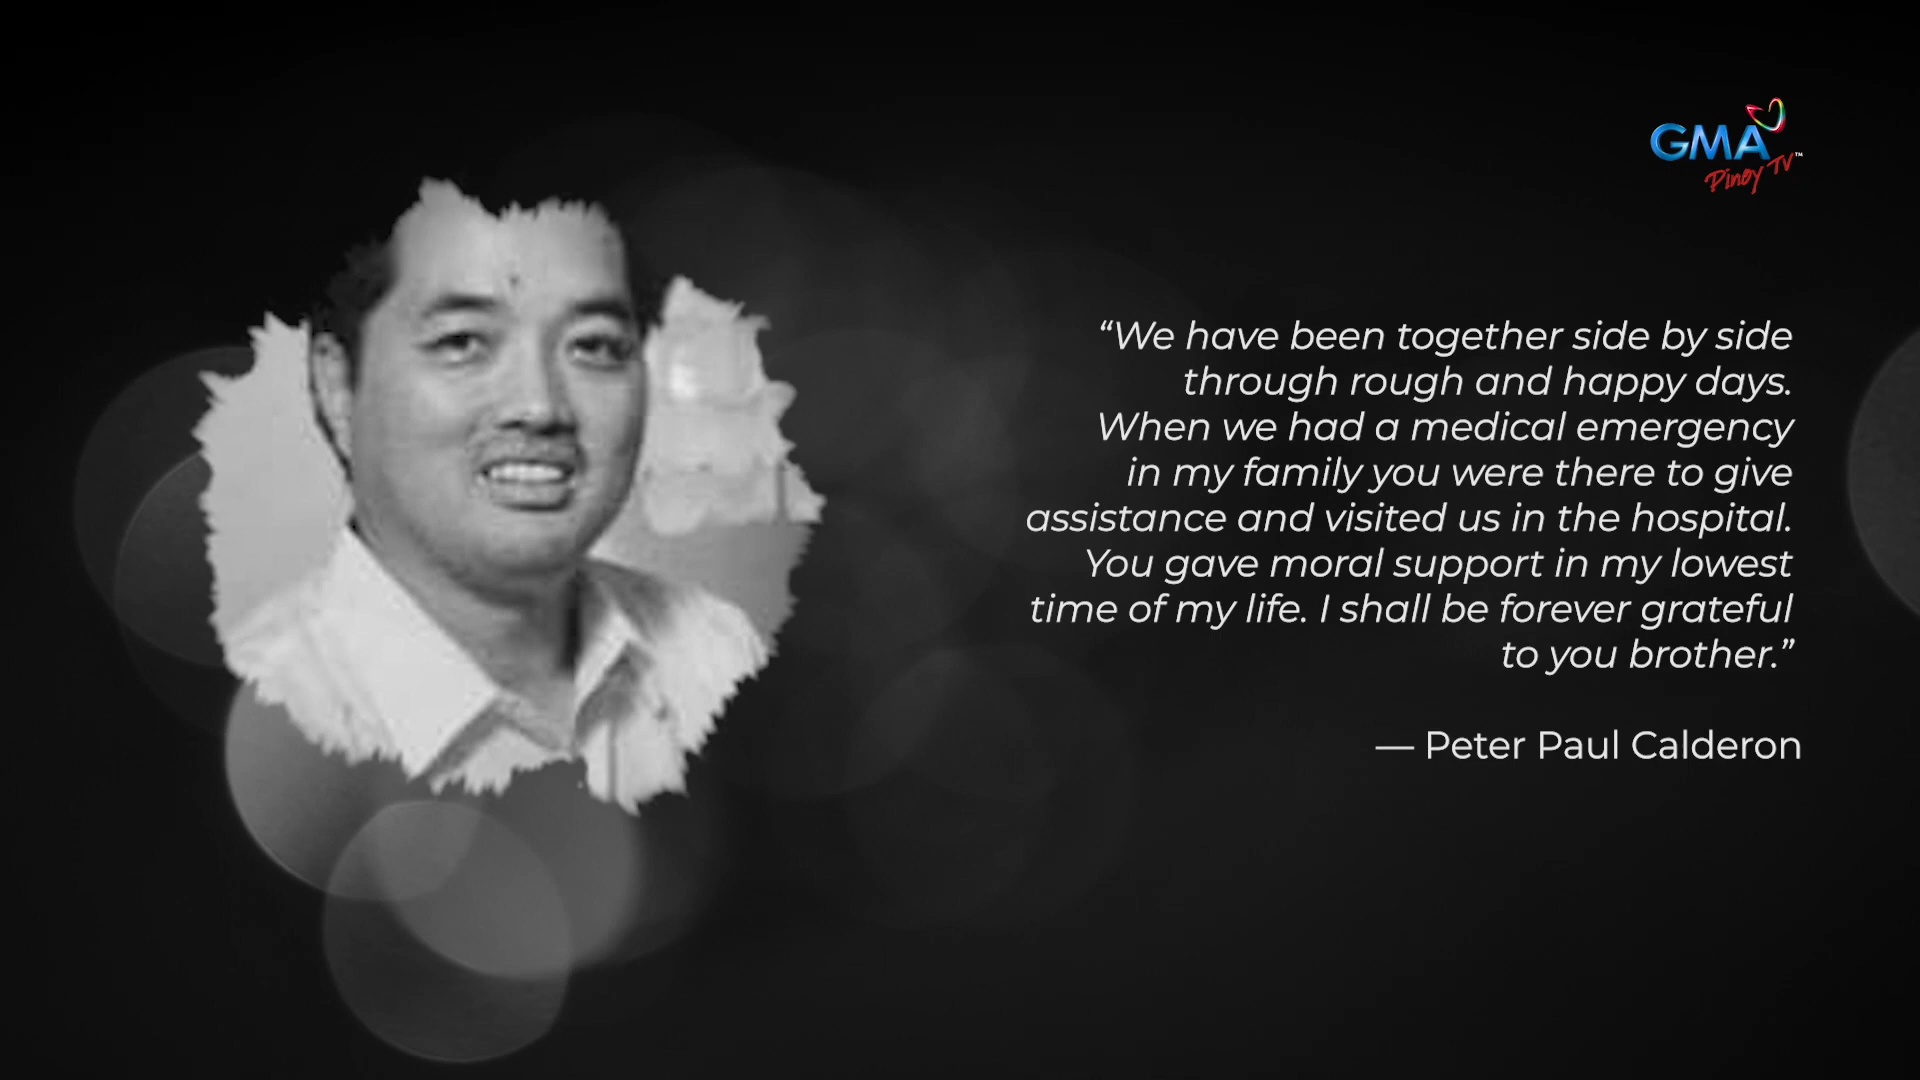 GMA
Pinoy TV™
“We have been together side by side
through rough and happy days.
When we had a medical emergency
in my family you were there to give
assistance and visited us in the hospital.
You gave moral support in my lowest
time of my life. I shall be forever grateful
to you brother.”
— Peter Paul Calderon